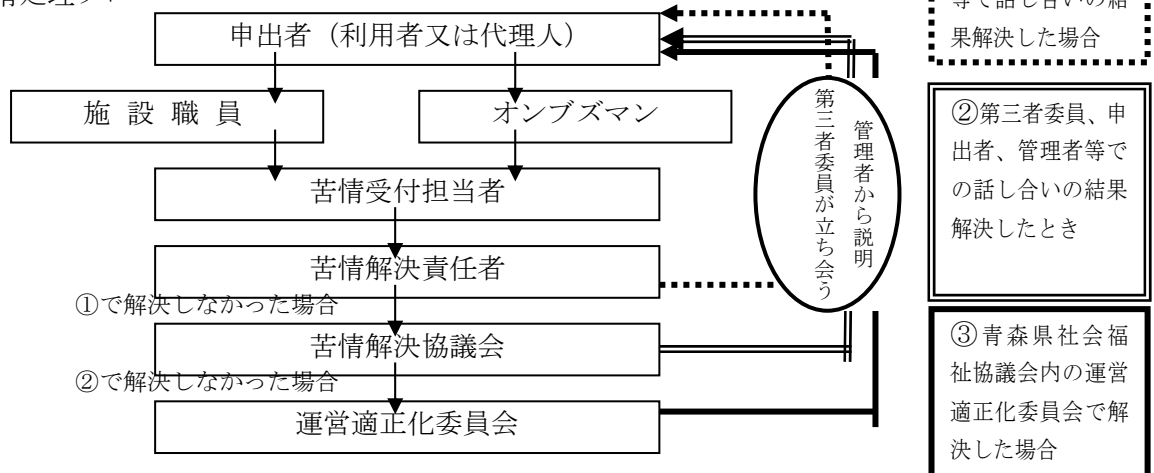 申出者（利用者又は代理人）
施 設 職 員
オンブズマン
苦情受付担当者
苦情解決責任者
①で解決しなかった場合
苦情解決協議会
②で解決しなかった場合
運営適正化委員会
管理者から説明
第三者委員が立ち会う
等で話し合いの結
果解決した場合
②第三者委員、申
出者、管理者等で
の話し合いの結果
解決したとき
③青森県社会福
祉協議会内の運営
適正化委員会で解
決した場合